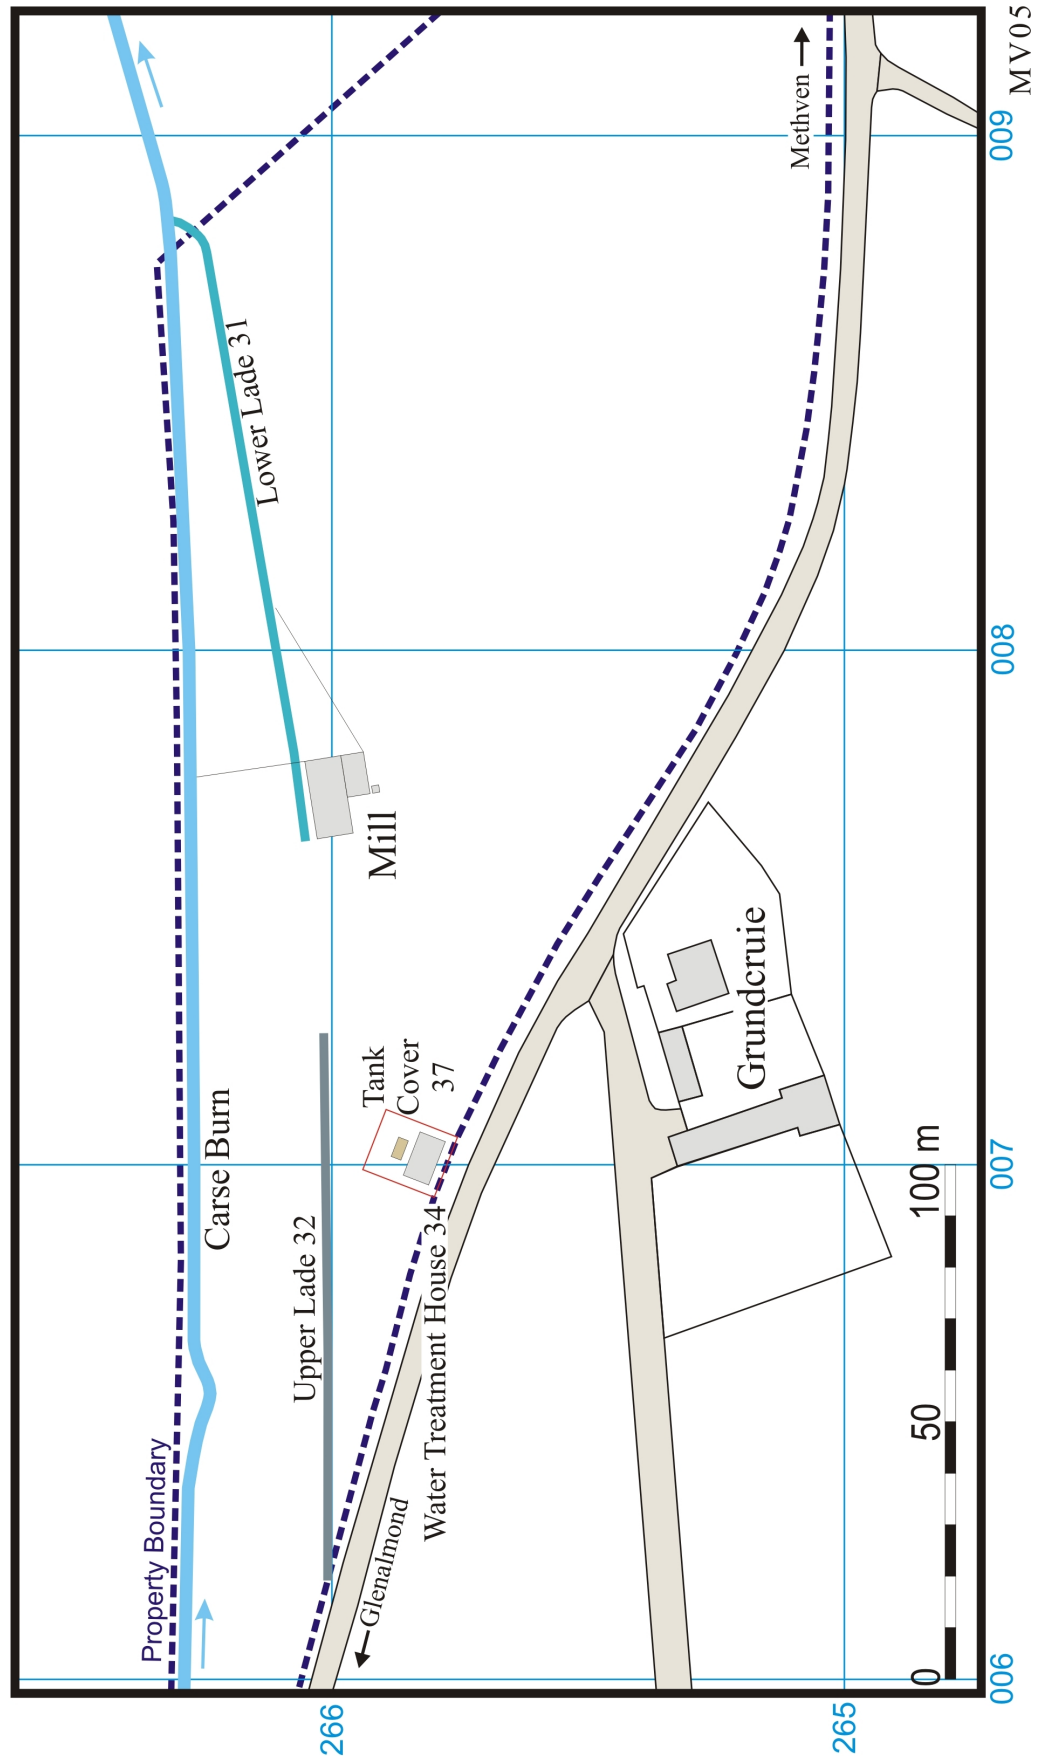 Property Boundary
Carse Burn
Upper Lade 32
Lower Lade 31
Mill
Tank
Cover
37
Water Treatment House 34
Glenalmond
Methven
Grundcruie
0
50
100 m
006
007
008
009
266
265
MV05